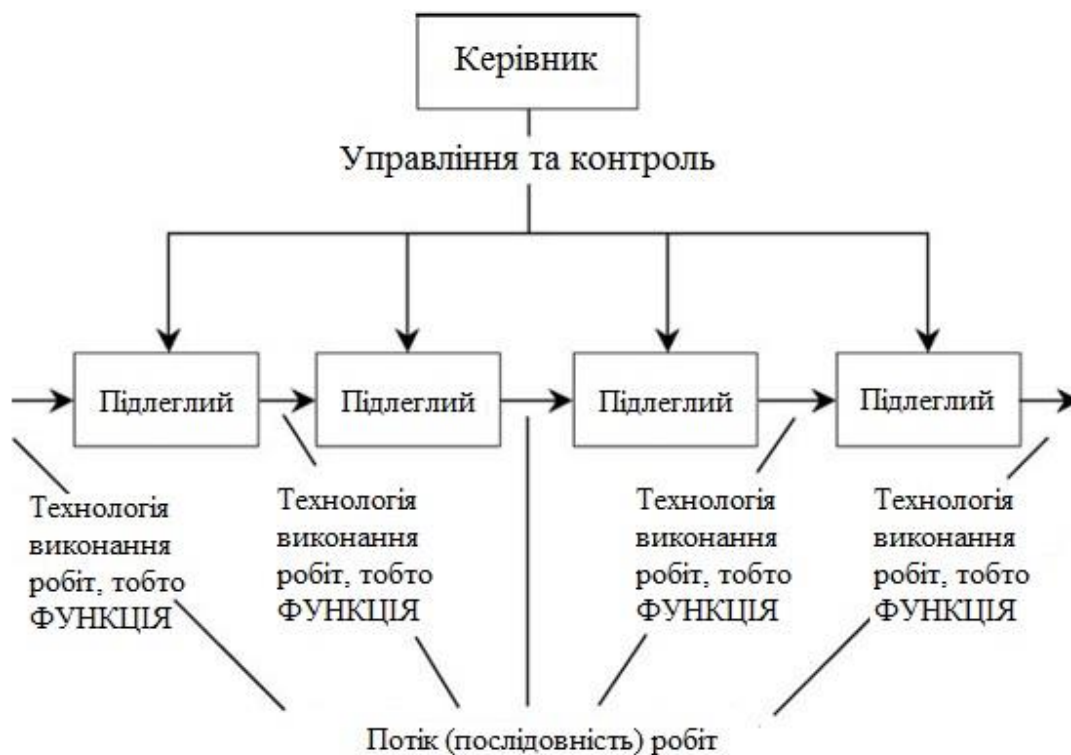 Керівник
Управління та контроль
Підлеглий
Підлеглий
Підлеглий
Підлеглий
Технологія
виконання
робіт, тобто
ФУНКЦІЯ
Технологія
виконання
робіт, тобто
ФУНКЦІЯ
Технологія
виконання
робіт, тобто
ФУНКЦІЯ
Технологія
виконання
робіт, тобто
ФУНКЦІЯ
Потік (послідовність) робіт